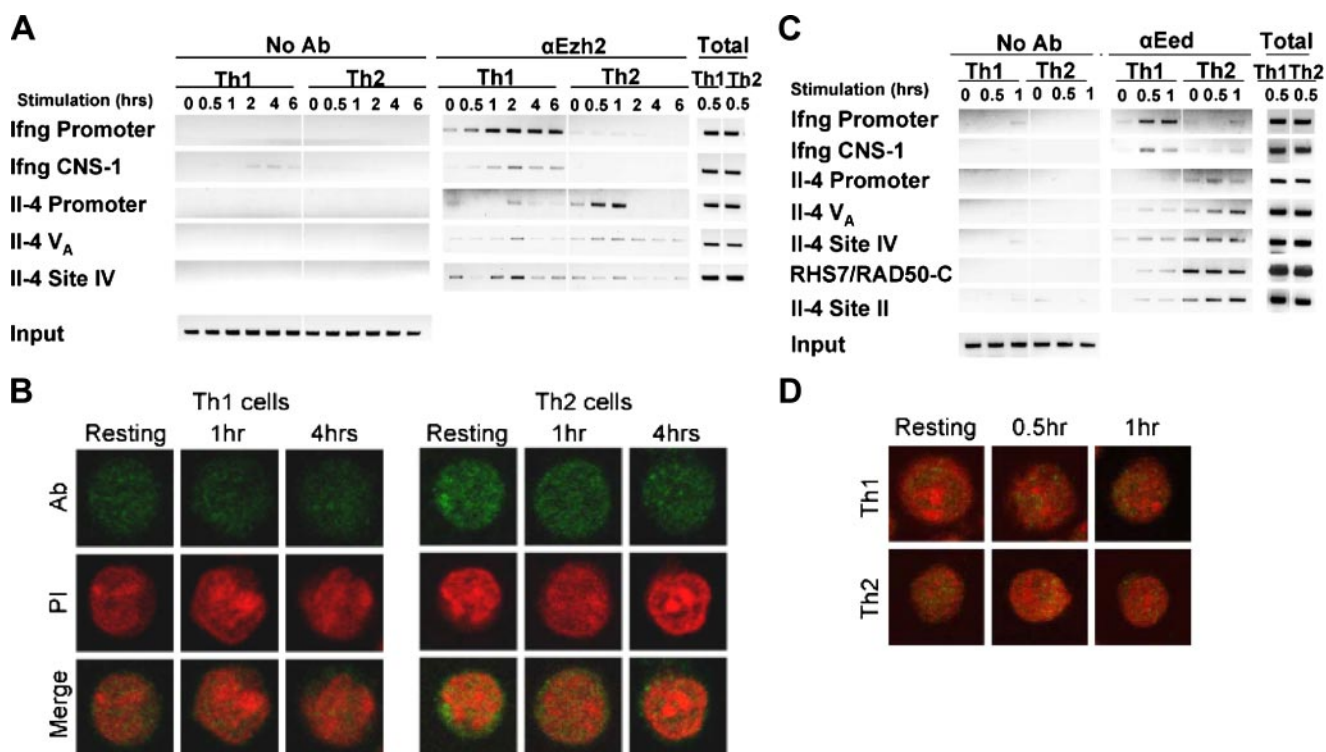 A
No Ab
αEzh2
Total
Th1 Th2 Th1 Th2 Th1 Th2
Stimulation (hrs) 0 0.5 1 2 4 6 0 0.5 1 2 4 6 0 0.5 1 2 4 6 0 0.5 1 2 4 6 0.5 0.5
Ifng Promoter
Ifng CNS-1
Il-4 Promoter
Il-4 VA
Il-4 Site IV
Input
C
No Ab
αEed
Total
Th1 Th2 Th1 Th2 Th1 Th2
Stimulation (hrs) 0 0.5 1 0 0.5 1 0 0.5 1 0 0.5 1 0.5 0.5
Ifng Promoter
Ifng CNS-1
Il-4 Promoter
Il-4 VA
Il-4 Site IV
RHS7/RAD50-C
Il-4 Site II
Input
B
Th1 cells
Th2 cells
Resting 1hr 4hrs Resting 1hr 4hrs
Ab
PI
Merge
D
Resting 0.5hr 1hr
Th1
Th2